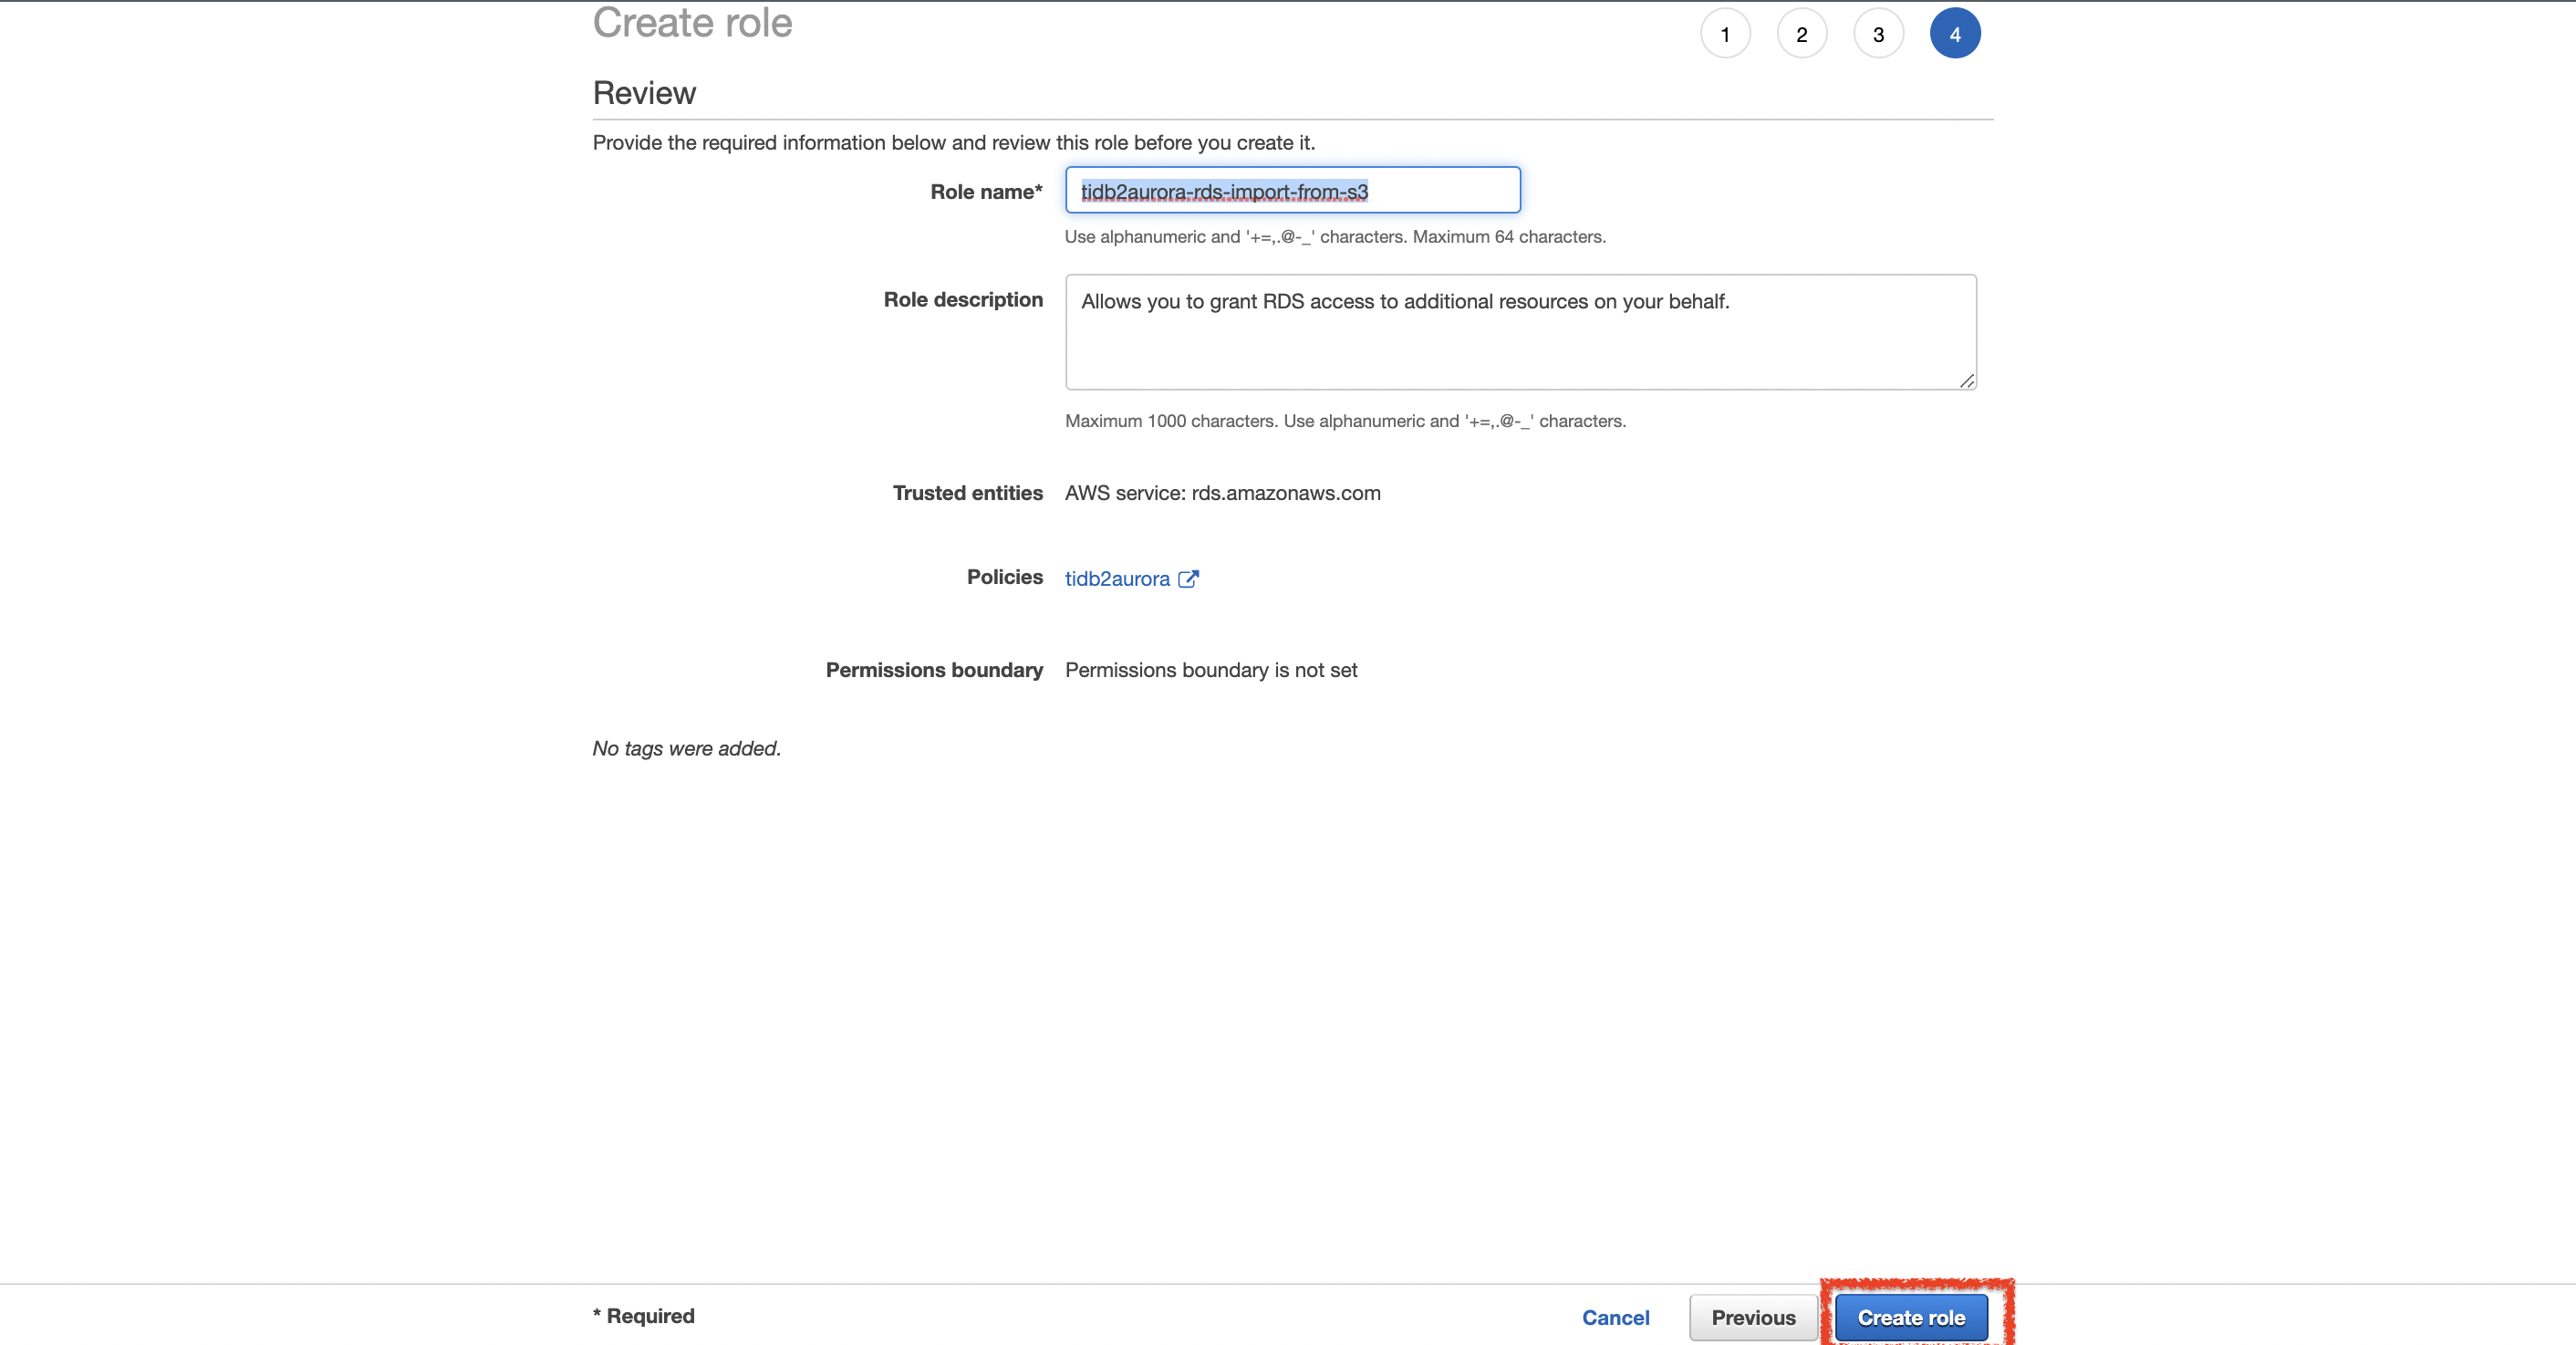 Create role
1 2 3 4
Review
Provide the required information below and review this role before you create it.
Role name* tidb2aurora-rds-import-from-s3
Use alphanumeric and '+=,.@-_' characters. Maximum 64 characters.
Role description Allows you to grant RDS access to additional resources on your behalf.
Maximum 1000 characters. Use alphanumeric and '+=,.@-_' characters.
Trusted entities AWS service: rds.amazonaws.com
Policies tidb2aurora
Permissions boundary Permissions boundary is not set
No tags were added.
* Required Cancel Previous Create role